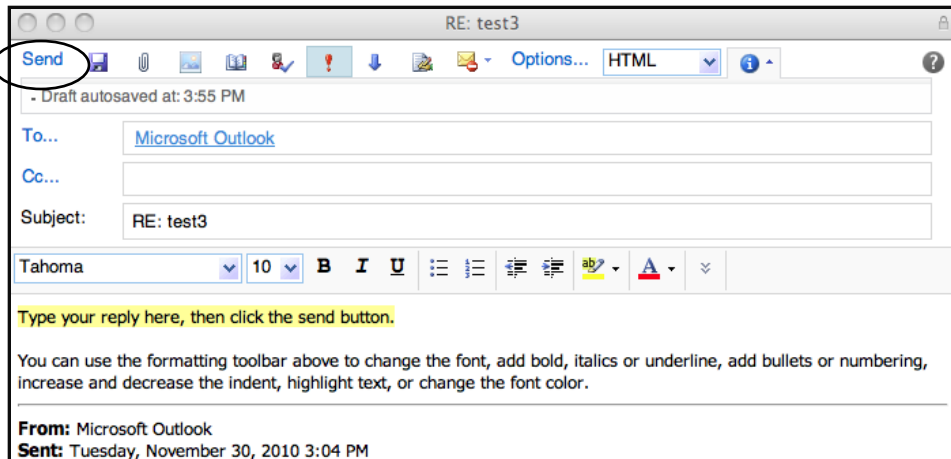 RE: test3
Send Options... HTML
- Draft autosaved at: 3:55 PM
To... Microsoft Outlook
Cc...
Subject: RE: test3
Tahoma 10 B I U ab A
Type your reply here, then click the send button.
You can use the formatting toolbar above to change the font, add bold, italics or underline, add bullets or numbering,
increase and decrease the indent, highlight text, or change the font color.
From: Microsoft Outlook
Sent: Tuesday, November 30, 2010 3:04 PM